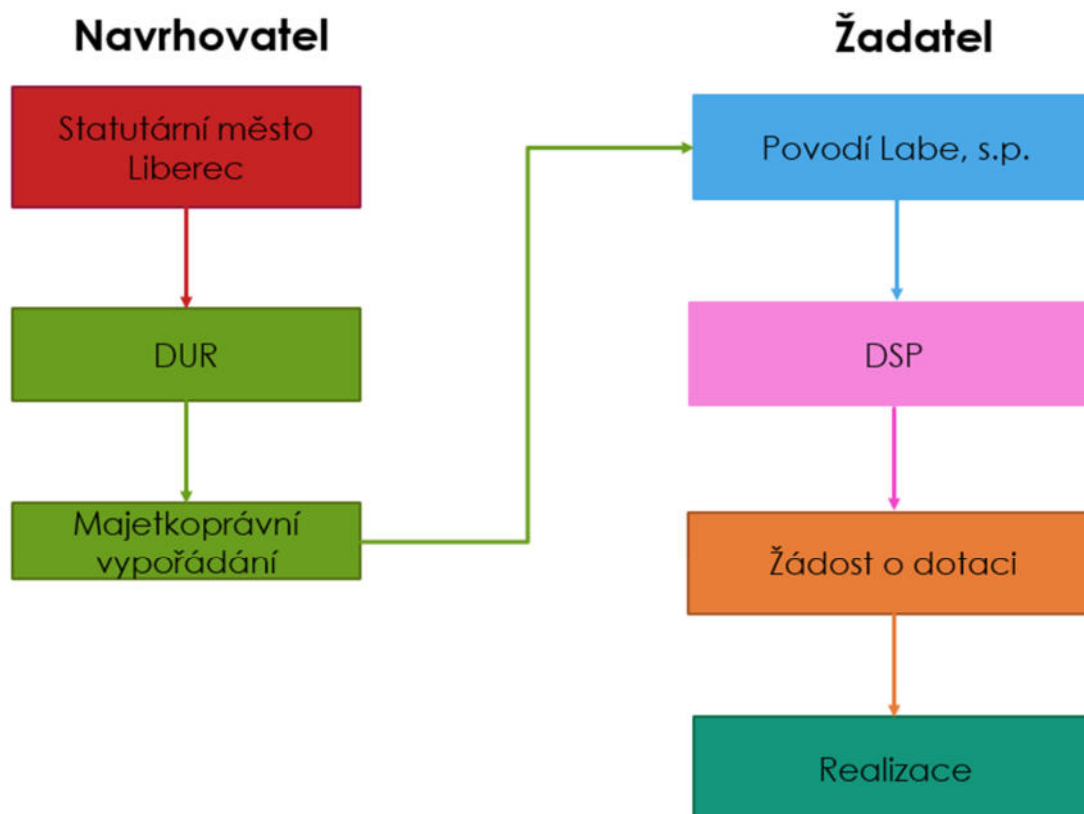 Navrhovatel
Statutární město
Liberec
DUR
Majetkoprávní
vypořádání
Žadatel
Povodí Labe, s.p.
DSP
Žádost o dotaci
Realizace